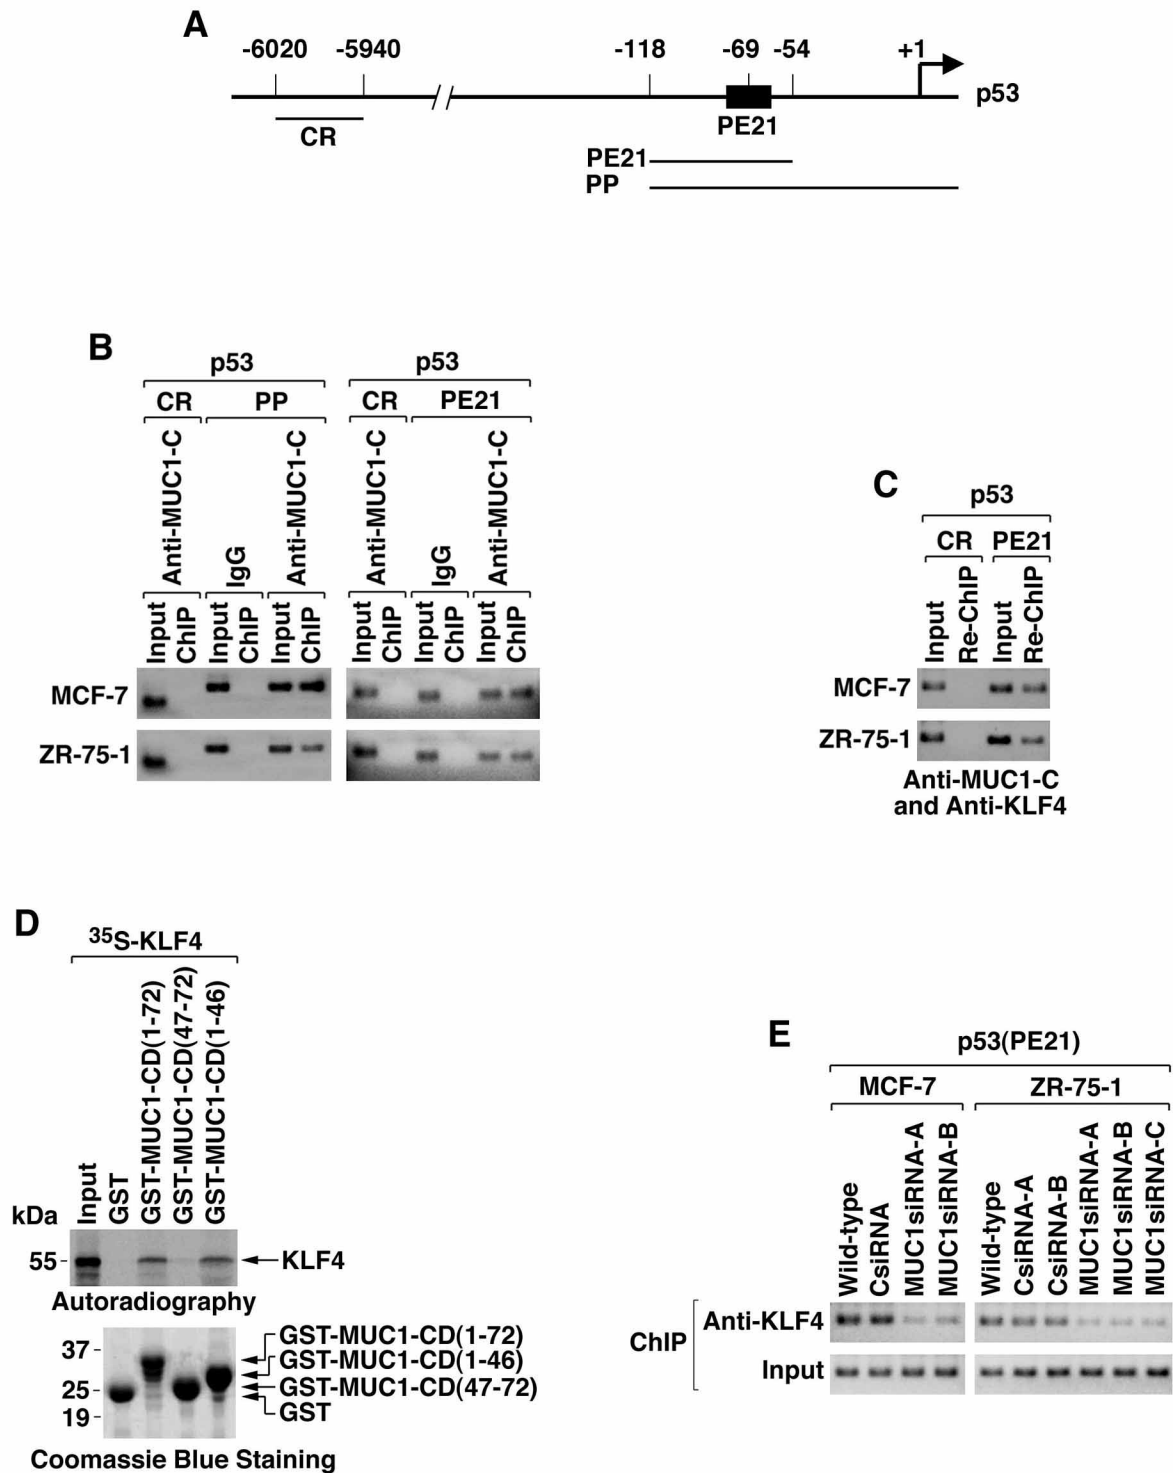 A
-6020 -5940 -118 -69 -54 +1
p53
CR
PE21
PE21
PP
B
p53 p53
CR PP CR PE21
Anti-MUC1-C IgG Anti-MUC1-C Anti-MUC1-C IgG Anti-MUC1-C
Input ChIP Input ChIP Input ChIP Input ChIP Input ChIP Input ChIP
MCF-7
ZR-75-1
C
p53
CR PE21
Input Re-ChIP Input Re-ChIP
MCF-7
ZR-75-1
Anti-MUC1-C
and Anti-KLF4
D
35S-KLF4
Input GST GST-MUC1-CD(1-72) GST-MUC1-CD(47-72) GST-MUC1-CD(1-46)
kDa
55- KLF4
Autoradiography
37-
25-
19-
GST-MUC1-CD(1-72)
GST-MUC1-CD(1-46)
GST-MUC1-CD(47-72)
GST
Coomassie Blue Staining
E
p53(PE21)
MCF-7 ZR-75-1
Wild-type CsiRNA MUC1siRNA-A MUC1siRNA-B Wild-type CsiRNA-A CsiRNA-B MUC1siRNA-A MUC1siRNA-B MUC1siRNA-C
ChIP
Anti-KLF4
Input